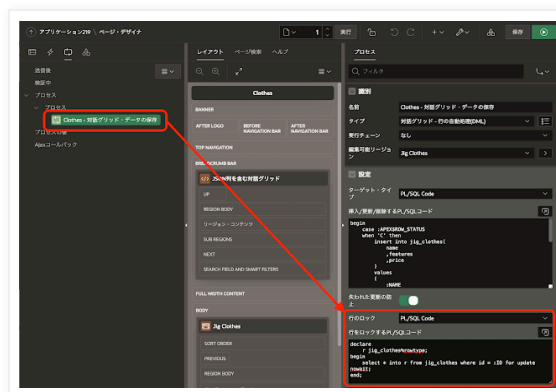 アプリケーション219 \ ページ・デザイナ
1
実行
保存
送信後
検証中
プロセス
プロセス
Clothes - 対話グリッド・データの保存
プロセスの後
Ajaxコールバック
レイアウト
ページ検索
ヘルプ
Clothes
BANNER
AFTER LOGO
BEFORE NAVIGATION BAR
AFTER NAVIGATION BAR
TOP NAVIGATION
BREADCRUMBS BAR
JSON列を含む対話グリッド
UP
REGION BODY
リージョン・コンテンツ
SUB REGIONS
NEXT
SEARCH FIELD AND SMART FILTERS
FULL WIDTH CONTENT
BODY
Jig Clothes
SORT ORDER
PREVIOUS
REGION BODY
プロセス
フィルタ
識別
名前
Clothes - 対話グリッド・データの保存
タイプ
対話グリッド - 行の自動処理(DML)
実行チェーン
なし
編集可能リージョン
Jig Clothes
設定
ターゲット・タイプ
PL/SQL Code
挿入/更新/削除するPL/SQLコード
begin
case :APEX$ROW_STATUS
when 'C' then
insert into jig_clothes(
name
,features
,price
)
values
(
:NAME
失われた更新の防止
行のロック
PL/SQL Code
行をロックするPL/SQLコード
declare
r jig_clothes%rowtype;
begin
select * into r from jig_clothes where id = :ID for update
nowait;
end;